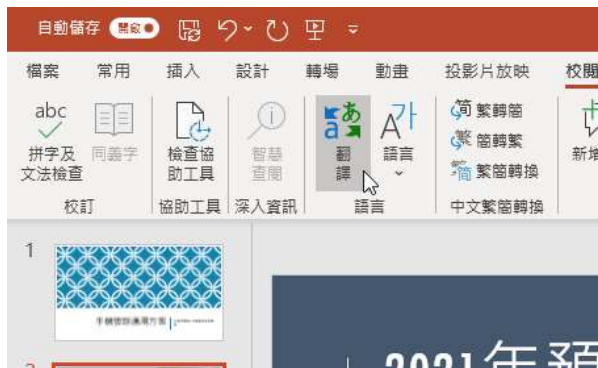 自動儲存 開啟
檔案 常用 插入 設計 轉場 動畫 投影片放映 校閱
abc
拼字及
文法檢查
同義字
檢查協
助工具
智慧
查閱
翻
譯
語言
繁轉簡
簡轉繁
繁簡轉換
新增
校訂 協助工具 深入資訊 語言 中文繁簡轉換
1
2021年預